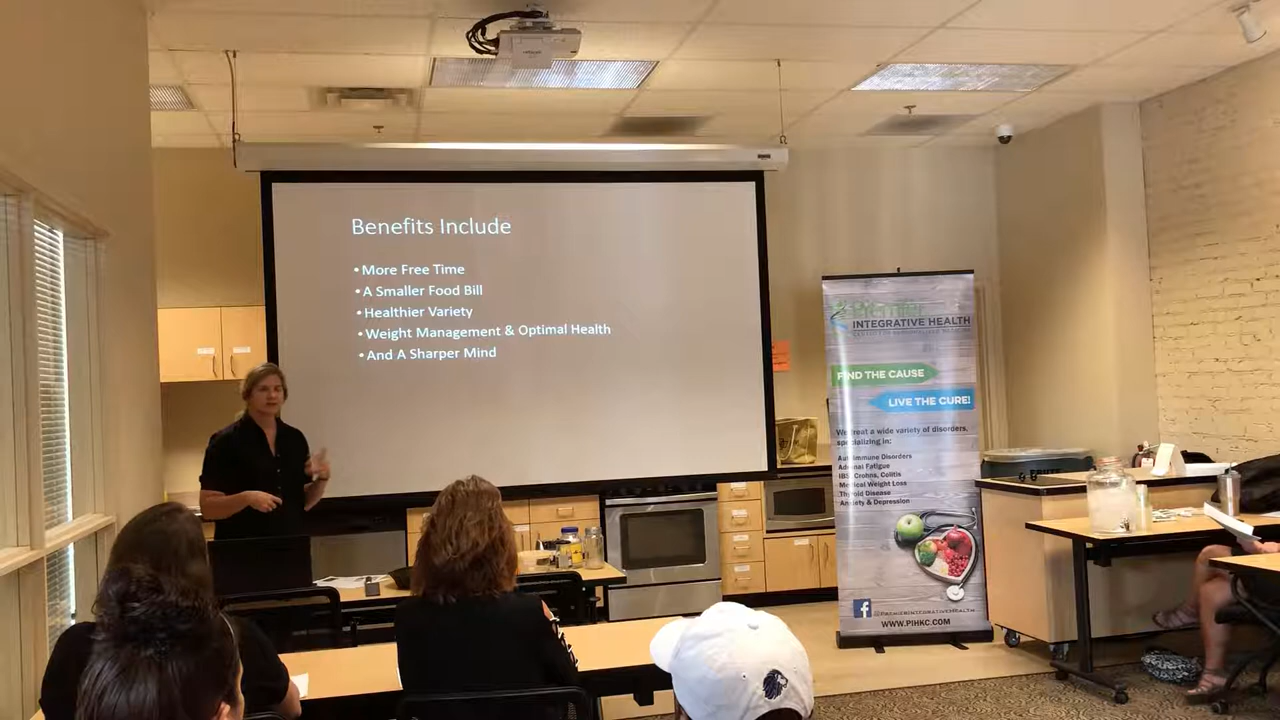 Benefits Include
• More Free Time
• A Smaller Food Bill
• Healthier Variety
• Weight Management & Optimal Health
• And A Sharper Mind
Premier
INTEGRATIVE HEALTH
FIND THE CAUSE
LIVE THE CURE!
We treat a wide variety of disorders,
specializing in:
Autoimmune Disorders
Adrenal Fatigue
IBS, Crohns, Colitis
Medical Weight Loss
Thyroid Disease
Anxiety & Depression
@PREMIERINTEGRATIVEHEALTH
WWW.PIHKC.COM